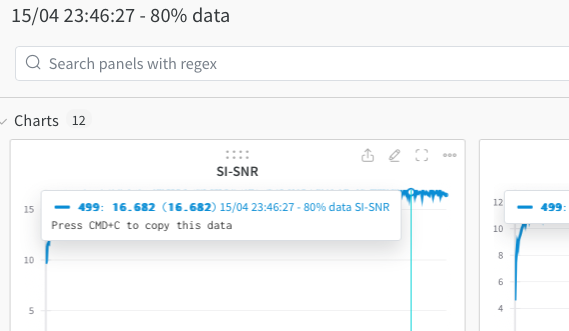 15/04 23:46:27 - 80% data
Search panels with regex
Charts 12
SI-SNR
499: 16.682 (16.682) 15/04 23:46:27 - 80% data SI-SNR
Press CMD+C to copy this data
15
10
5
12
499:
10
8
6
4